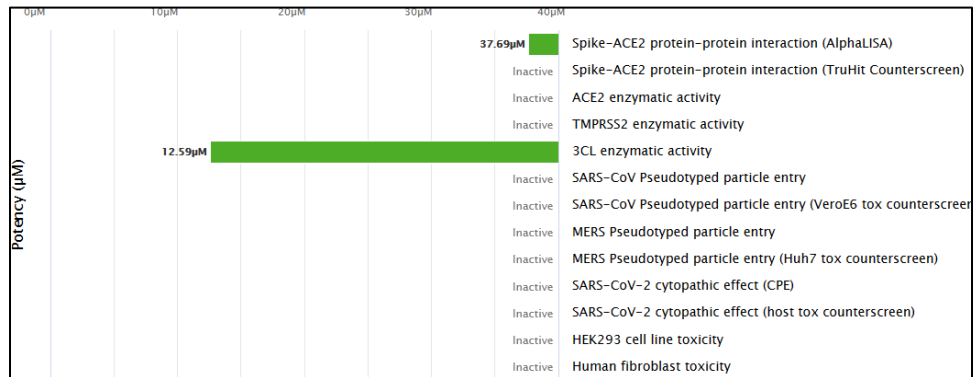 0μM 10μM 20μM 30μM 40μM
37.69μM Spike-ACE2 protein-protein interaction (AlphaLISA)
Inactive Spike-ACE2 protein-protein interaction (TruHit Counterscreen)
Inactive ACE2 enzymatic activity
Inactive TMPRSS2 enzymatic activity
12.59μM 3CL enzymatic activity
Inactive SARS-CoV Pseudotyped particle entry
Inactive SARS-CoV Pseudotyped particle entry (VeroE6 tox counterscreen
Inactive MERS Pseudotyped particle entry
Inactive MERS Pseudotyped particle entry (Huh7 tox counterscreen)
Inactive SARS-CoV-2 cytopathic effect (CPE)
Inactive SARS-CoV-2 cytopathic effect (host tox counterscreen)
Inactive HEK293 cell line toxicity
Inactive Human fibroblast toxicity
Potency (μM)